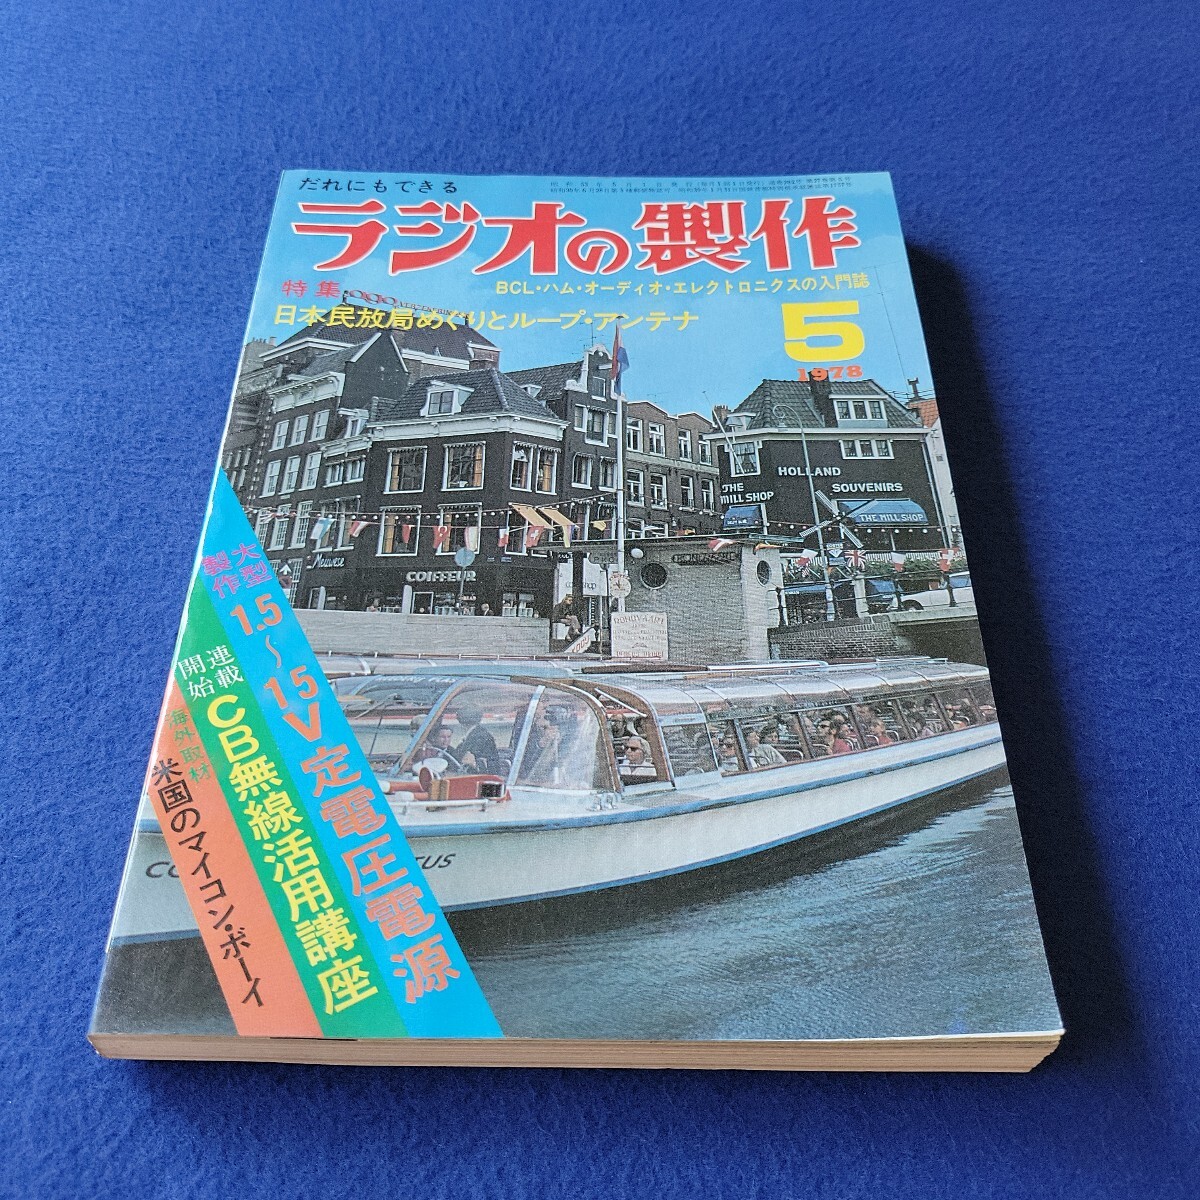 だれにもできる
ラジオの製作
BCL・ハム・オーディオ・エレクトロニクスの入門誌
特集
日本民放局めぐりとループ・アンテナ
5
1978
HOLLAND
SOUVENIRS
THE
MILL SHOP
THE MILL SHOP
COIFFEUR
RONDVAART
大型
製作
1.5〜15V定電圧電源
連載
開始
CB無線活用講座
海外取材
米国のマイコン・ボーイ